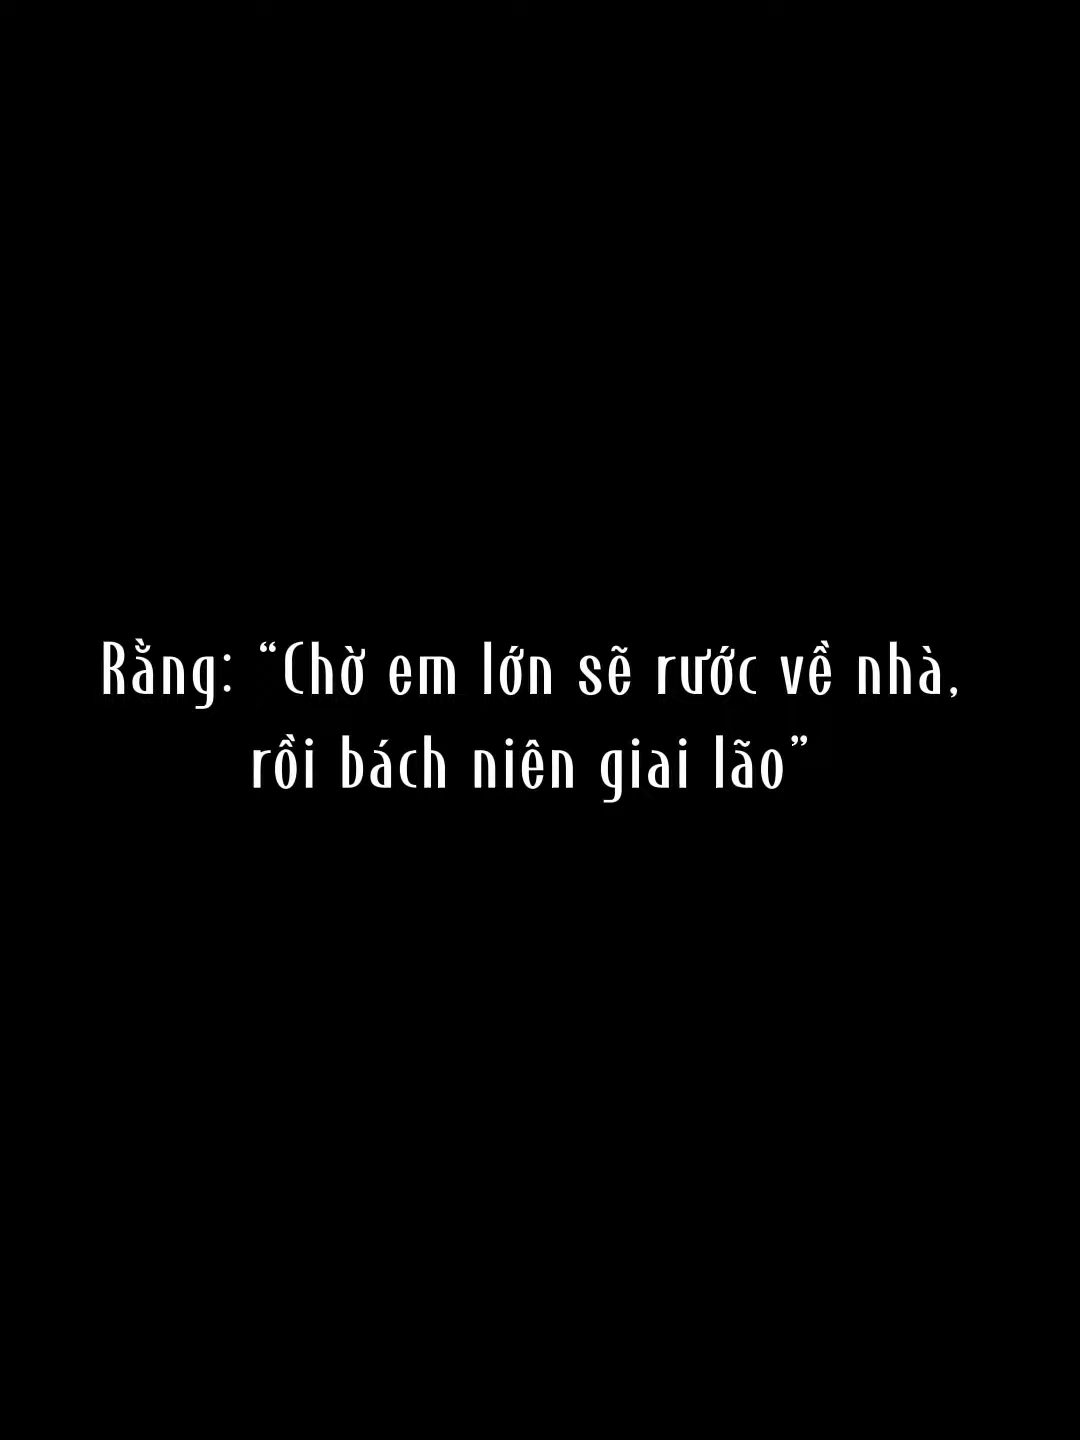 Rằng: “Chờ em lớn sẽ rước về nhà,
rồi bách niên giai lão”